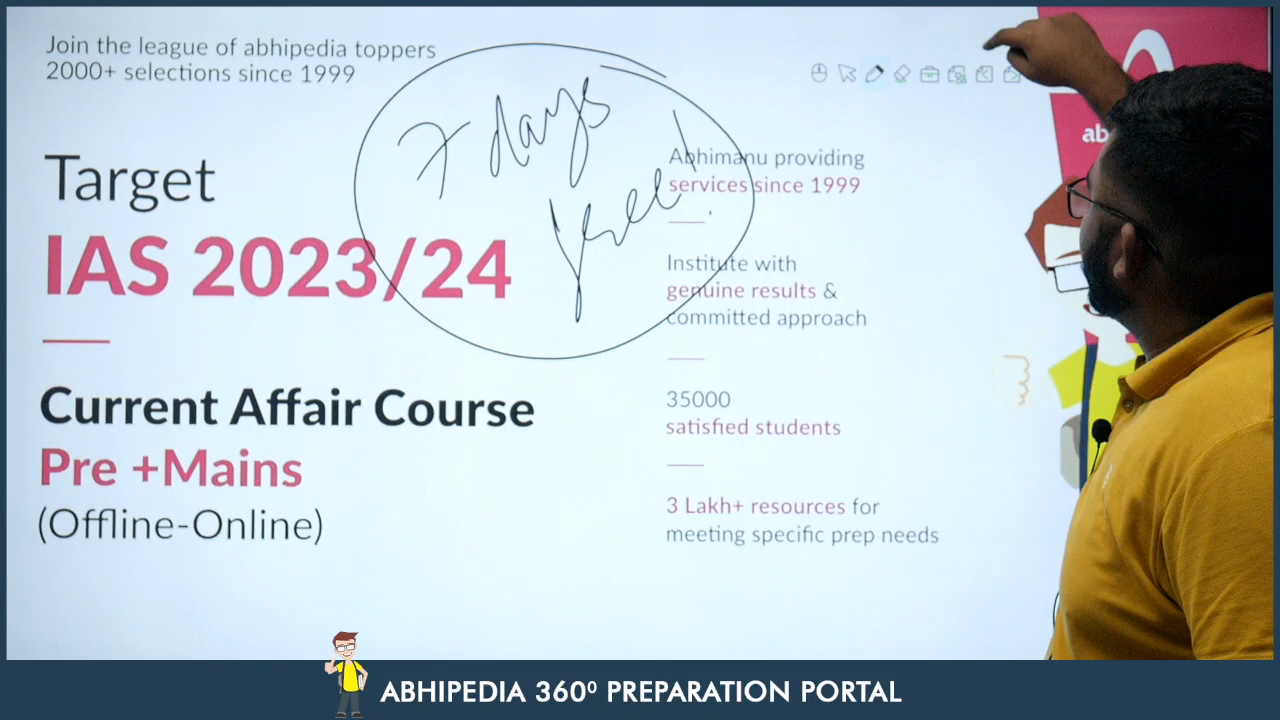 Join the league of abhipedia toppers
2000+ selections since 1999
Target
IAS 2023/24
Current Affair Course
Pre +Mains
(Offline-Online)
7 days
free!
Abhimanu providing
services since 1999
Institute with
genuine results &
committed approach
35000
satisfied students
3 Lakh+ resources for
meeting specific prep needs
ab
ABHIPEDIA 360⁰ PREPARATION PORTAL